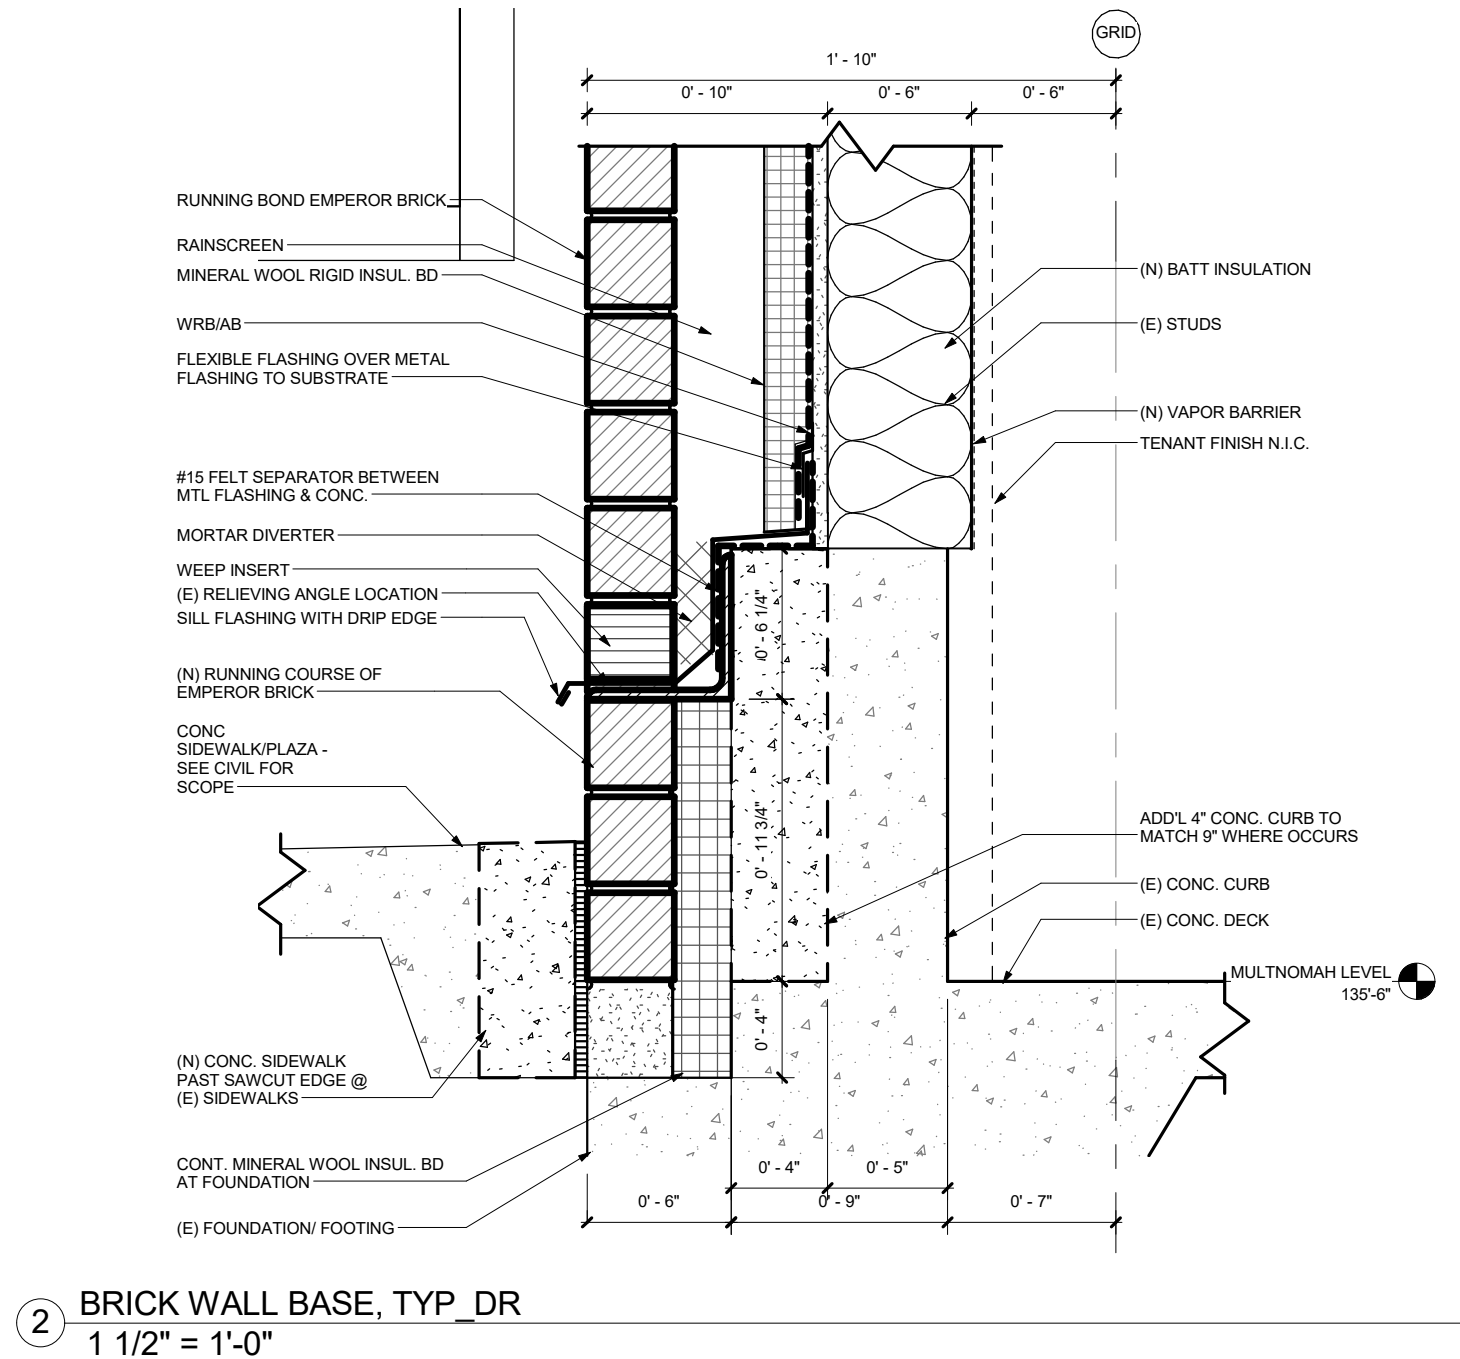 GRID
1' - 10"
0' - 10"
0' - 6"
0' - 6"
RUNNING BOND EMPEROR BRICK
RAINSCREEN
MINERAL WOOL RIGID INSUL. BD
WRB/AB
FLEXIBLE FLASHING OVER METAL
FLASHING TO SUBSTRATE
#15 FELT SEPARATOR BETWEEN
MTL FLASHING & CONC.
MORTAR DIVERTER
WEEP INSERT
(E) RELIEVING ANGLE LOCATION
SILL FLASHING WITH DRIP EDGE
(N) RUNNING COURSE OF
EMPEROR BRICK
CONC
SIDEWALK/PLAZA -
SEE CIVIL FOR
SCOPE
(N) CONC. SIDEWALK
PAST SAWCUT EDGE @
(E) SIDEWALKS
CONT. MINERAL WOOL INSUL. BD
AT FOUNDATION
(E) FOUNDATION/ FOOTING
0' - 6 1/4"
0' - 11 3/4"
0' - 4"
(N) BATT INSULATION
(E) STUDS
(N) VAPOR BARRIER
TENANT FINISH N.I.C.
ADD'L 4" CONC. CURB TO
MATCH 9" WHERE OCCURS
(E) CONC. CURB
(E) CONC. DECK
MULTNOMAH LEVEL
135'-6"
0' - 4"
0' - 5"
0' - 6"
0' - 9"
0' - 7"
2
BRICK WALL BASE, TYP_DR
1 1/2" = 1'-0"